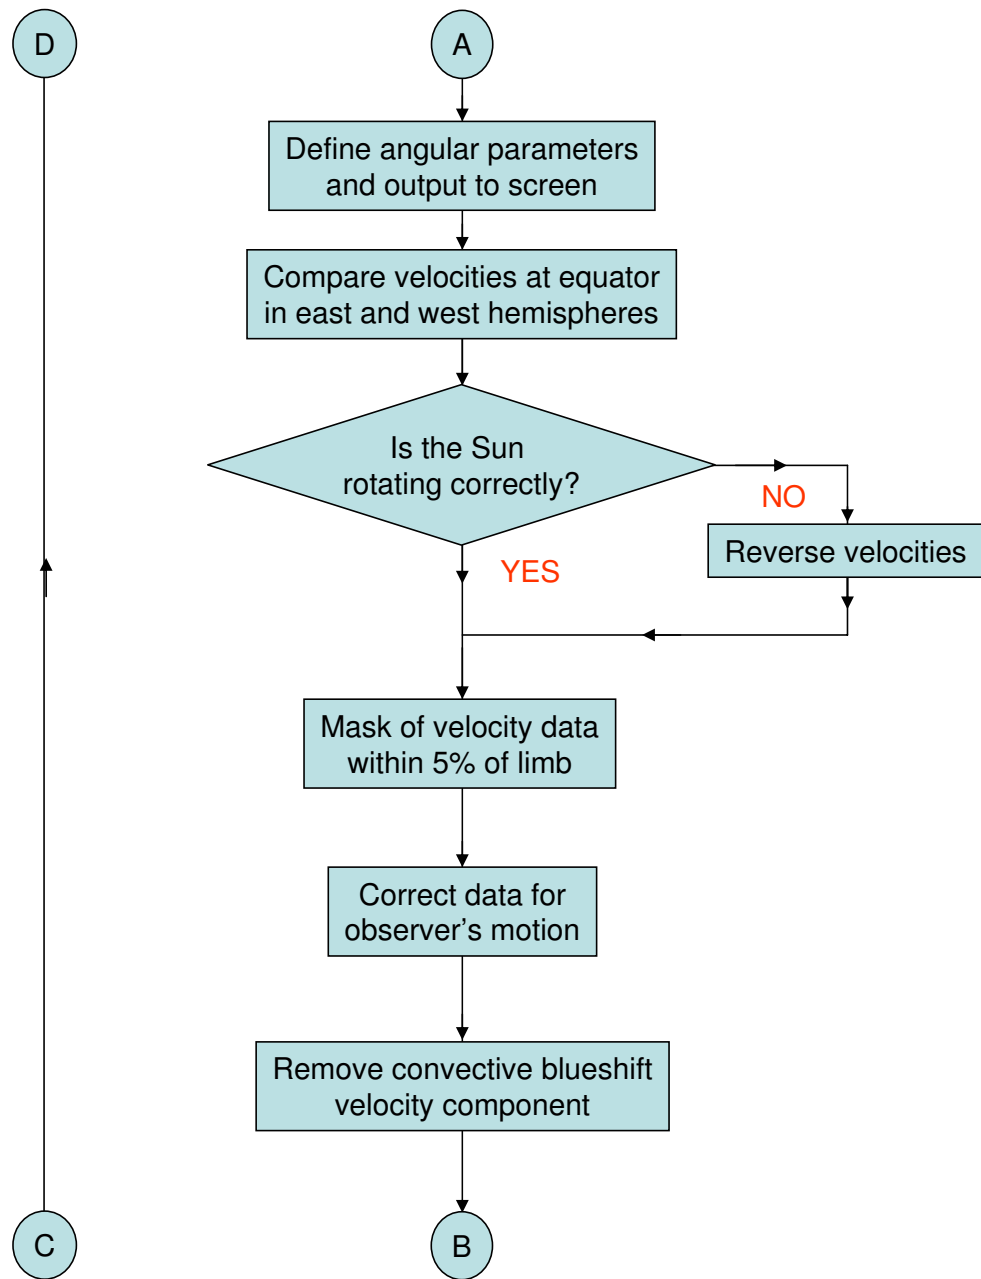 D
A
Define angular parameters
and output to screen
Compare velocities at equator
in east and west hemispheres
Is the Sun
rotating correctly?
NO
Reverse velocities
YES
Mask of velocity data
within 5% of limb
Correct data for
observer's motion
Remove convective blueshift
velocity component
C
B